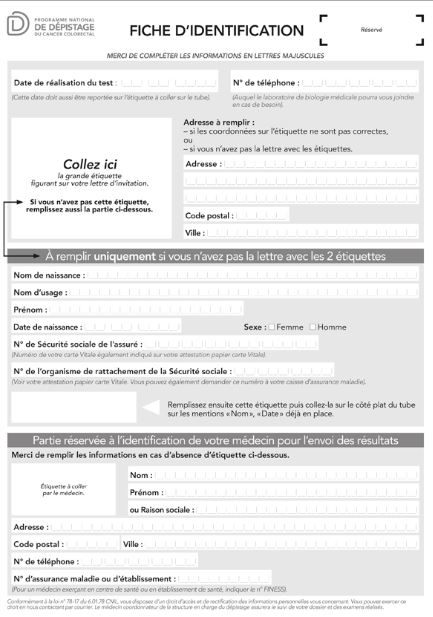 PROGRAMME NATIONAL
DE DÉPISTAGE
DU CANCER COLORECTAL
FICHE D'IDENTIFICATION
Réservé
MERCI DE COMPLÉTER LES INFORMATIONS EN LETTRES MAJUSCULES
Date de réalisation du test :
(Cette date doit aussi être reportée sur l'étiquette à coller sur le tube).
N° de téléphone :
(Auquel le laboratoire de biologie médicale pourra vous joindre
en cas de besoin).
Collez ici
la grande étiquette
figurant sur votre lettre d'invitation.
Si vous n'avez pas cette étiquette,
remplissez aussi la partie ci-dessous.
Adresse à remplir :
– si les coordonnées sur l'étiquette ne sont pas correctes,
ou
– si vous n'avez pas la lettre avec les étiquettes.
Adresse :
Code postal :
Ville :
À remplir uniquement si vous n'avez pas la lettre avec les 2 étiquettes
Nom de naissance :
Nom d'usage :
Prénom :
Date de naissance :
Sexe : Femme Homme
N° de Sécurité sociale de l'assuré :
(Numéro de votre carte Vitale également indiqué sur votre attestation papier carte Vitale).
N° de l'organisme de rattachement de la Sécurité sociale :
(Voir votre attestation papier carte Vitale. Vous pouvez également demander ce numéro à votre caisse d'assurance maladie).
Remplissez ensuite cette étiquette puis collez-la sur le côté plat du tube
sur les mentions «Nom», «Date» déjà en place.
Partie réservée à l'identification de votre médecin pour l'envoi des résultats
Merci de remplir les informations en cas d'absence d'étiquette ci-dessous.
Étiquette à coller
par le médecin.
Nom :
Prénom :
ou Raison sociale :
Adresse :
Code postal :
Ville :
N° de téléphone :
N° d'assurance maladie ou d'établissement :
(Pour un médecin exerçant en centre de santé ou en établissement de santé, indiquer le n° FINESS).
Conformément à la loi n° 78-17 du 6.01.78 CNIL, vous disposez d'un droit d'accès et de rectification des informations personnelles vous concernant. Vous pouvez exercer ce
droit en nous contactant par courrier. Le médecin coordonnateur de la structure en charge du dépistage assurera le suivi de votre dossier et des examens réalisés.